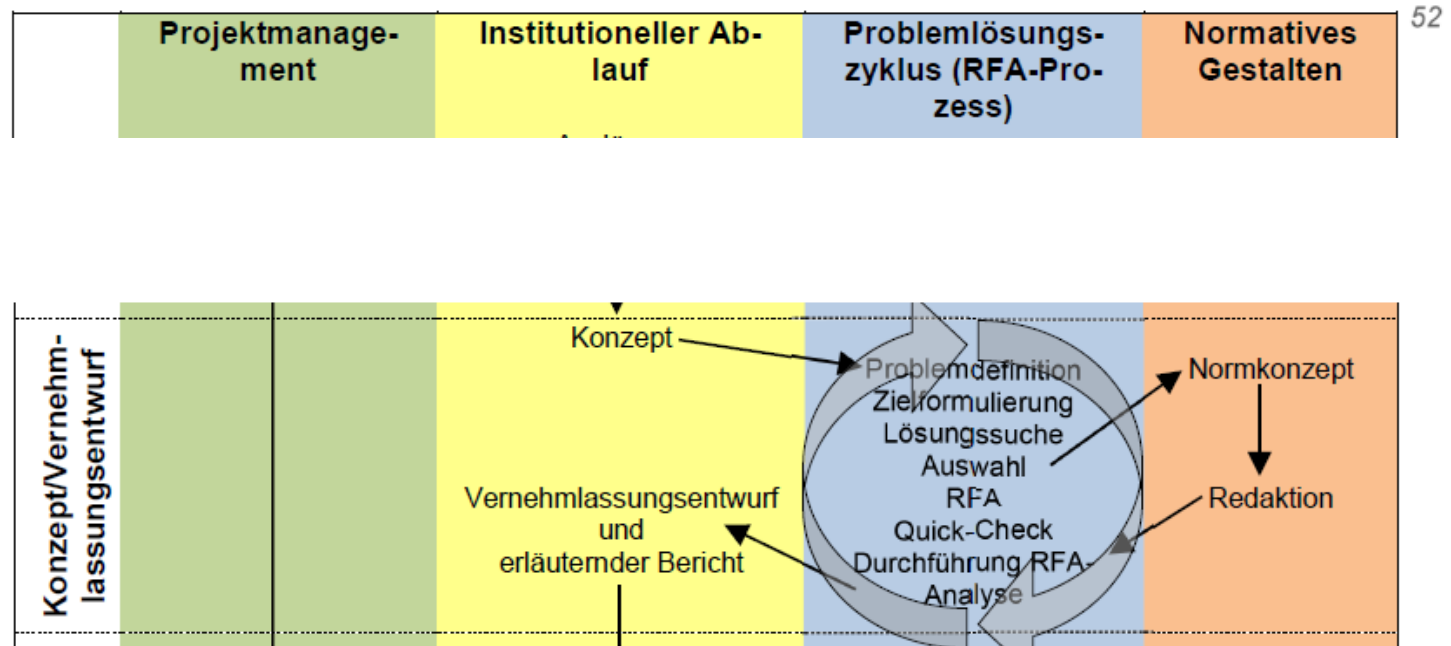 52
Projektmanage-
ment
Institutioneller Ab-
lauf
Problemlösungs-
zyklus (RFA-Pro-
zess)
Normatives
Gestalten
Konzept/Vernehm-
lassungsentwurf
Konzept
Vernehmlassungsentwurf
und
erläuternder Bericht
Problemdefinition
Zielformulierung
Lösungssuche
Auswahl
RFA
Quick-Check
Durchführung RFA-
Analyse
Normkonzept
Redaktion